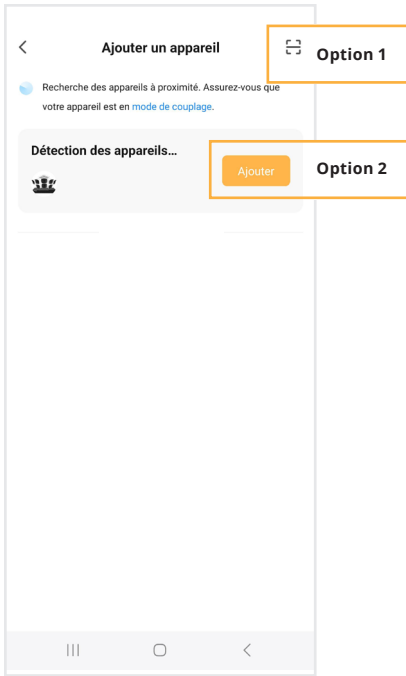 Ajouter un appareil
Option 1
Recherche des appareils à proximité. Assurez-vous que
votre appareil est en mode de couplage.
Détection des appareils...
Ajouter
Option 2